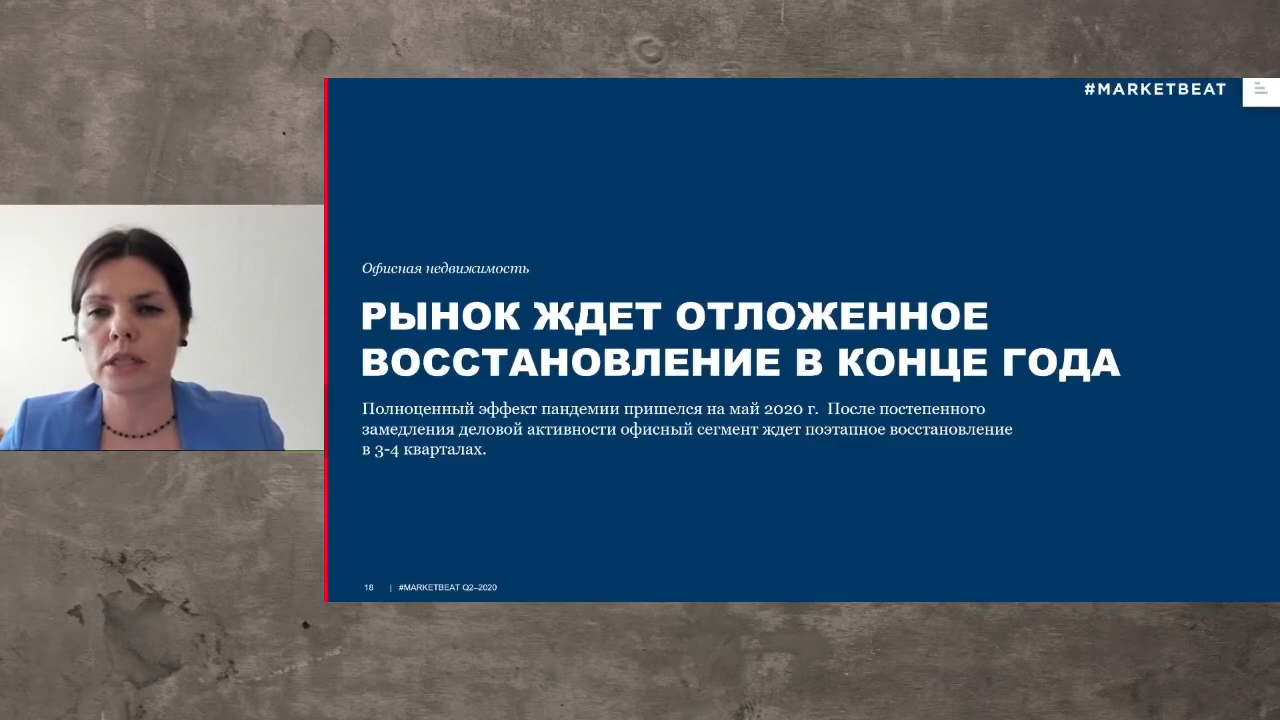 #MARKETBEAT
Офисная недвижимость
РЫНОК ЖДЕТ ОТЛОЖЕННОЕ
ВОССТАНОВЛЕНИЕ В КОНЦЕ ГОДА
Полноценный эффект пандемии пришелся на май 2020 г. После постепенного
замедления деловой активности офисный сегмент ждет поэтапное восстановление
в 3-4 кварталах.
18 | #MARKETBEAT Q2–2020